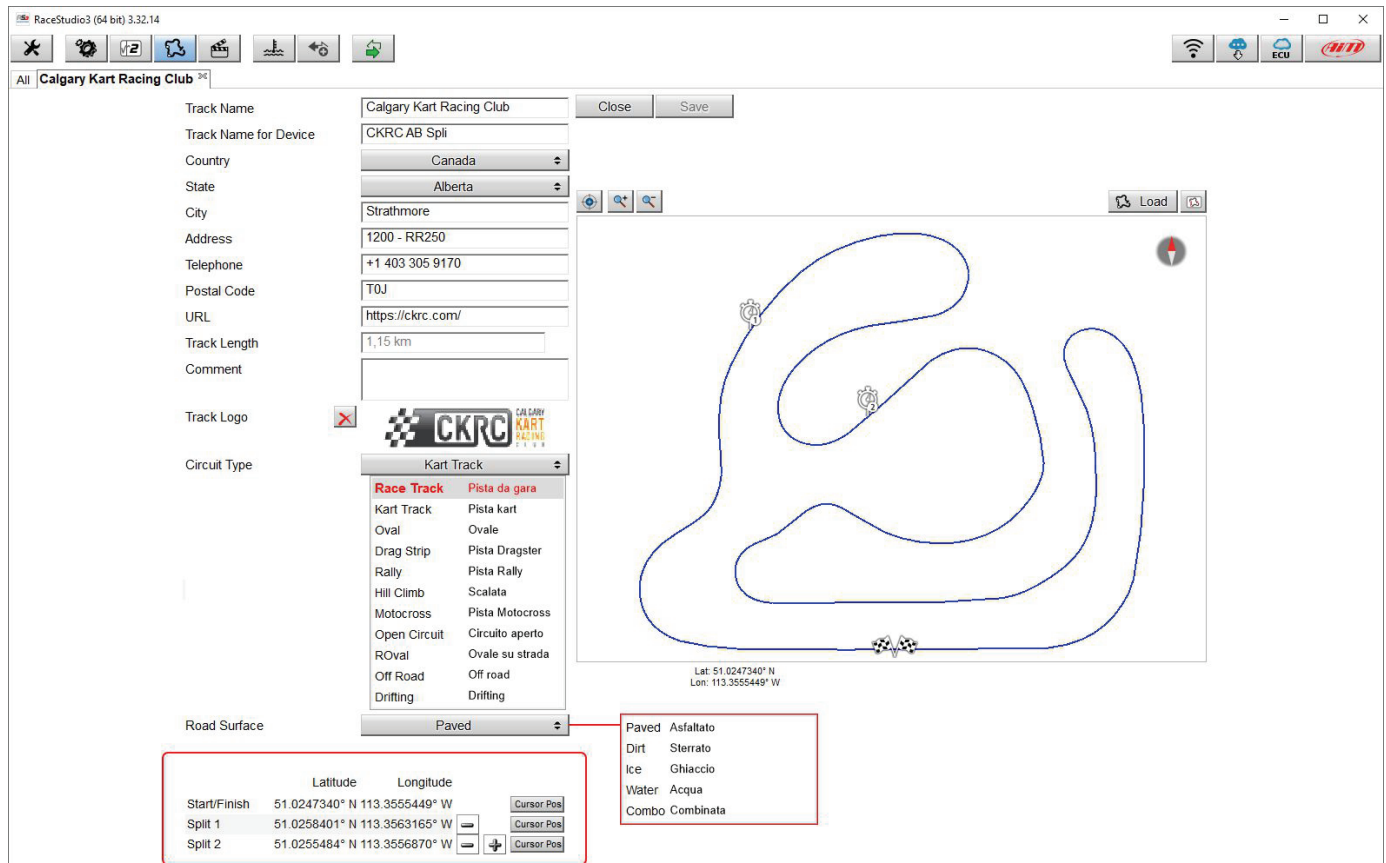 RaceStudio3 (64 bit) 3.32.14
ECU
All Calgary Kart Racing Club
Track Name Calgary Kart Racing Club Close Save
Track Name for Device CKRC AB Spli
Country Canada
State Alberta
City Strathmore Load
Address 1200 - RR250
Telephone +1 403 305 9170
Postal Code T0J
URL https://ckrc.com/
Track Length 1,15 km
Comment
Track Logo CKRC CALGARY KART RACING CLUB
Circuit Type Kart Track
Race Track Pista da gara
Kart Track Pista kart
Oval Ovale
Drag Strip Pista Dragster
Rally Pista Rally
Hill Climb Scalata
Motocross Pista Motocross
Open Circuit Circuito aperto
ROval Ovale su strada
Off Road Off road
Drifting Drifting
1
2
Lat: 51.0247340° N
Lon: 113.3555449° W
Road Surface Paved
Paved Asfaltato
Dirt Sterrato
Ice Ghiaccio
Water Acqua
Combo Combinata
Latitude Longitude
Start/Finish 51.0247340° N 113.3555449° W Cursor Pos
Split 1 51.0258401° N 113.3563165° W Cursor Pos
Split 2 51.0255484° N 113.3556870° W Cursor Pos